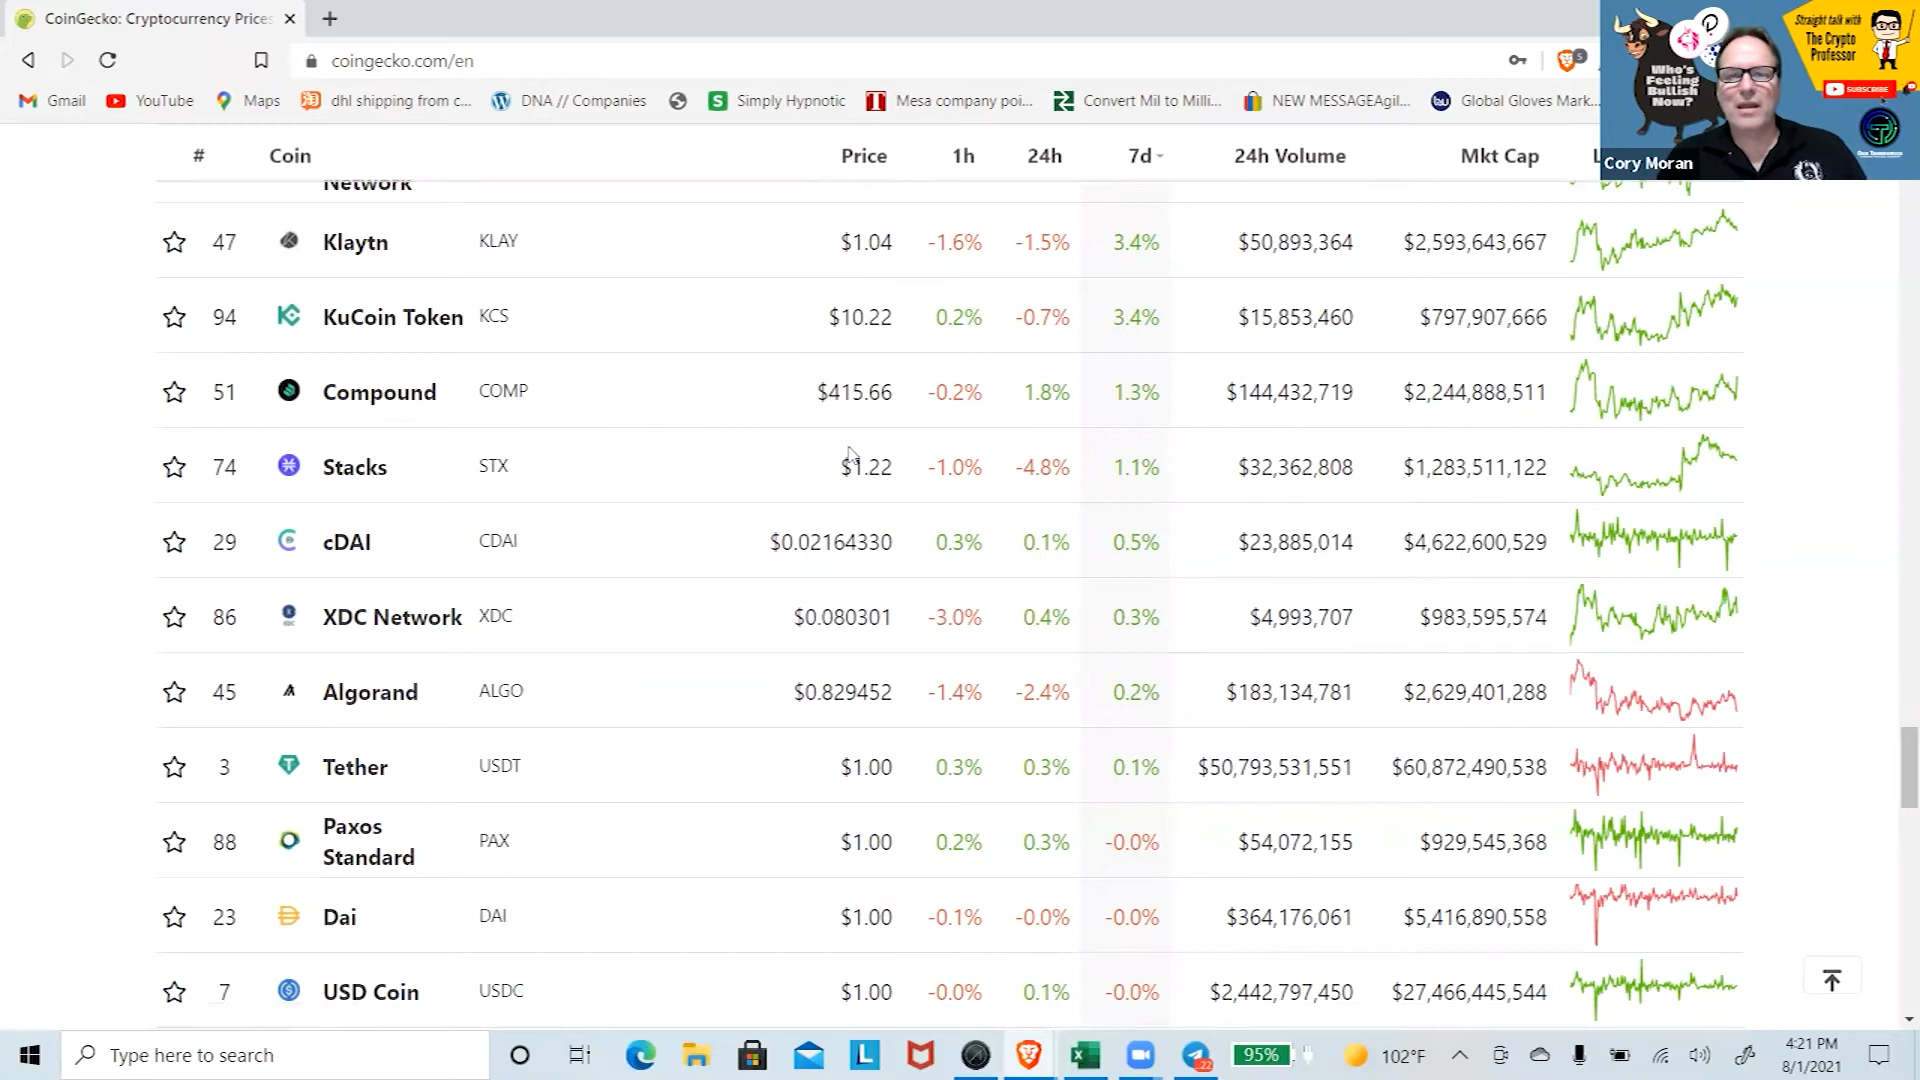 CoinGecko: Cryptocurrency Prices
coingecko.com/en
5
Gmail YouTube Maps dhl shipping from c... DNA // Companies Simply Hypnotic Mesa company poi... Convert Mil to Milli... NEW MESSAGEAgil... Global Gloves Mark...
Who's
Feeling
Bullish
Now?
Straight talk with
The Crypto
Professor
SUBSCRIBE
Cory Moran
# Coin Price 1h 24h 7d 24h Volume Mkt Cap L
Network
47 Klaytn KLAY $1.04 -1.6% -1.5% 3.4% $50,893,364 $2,593,643,667
94 KuCoin Token KCS $10.22 0.2% -0.7% 3.4% $15,853,460 $797,907,666
51 Compound COMP $415.66 -0.2% 1.8% 1.3% $144,432,719 $2,244,888,511
74 Stacks STX $1.22 -1.0% -4.8% 1.1% $32,362,808 $1,283,511,122
29 cDAI CDAI $0.02164330 0.3% 0.1% 0.5% $23,885,014 $4,622,600,529
86 XDC Network XDC $0.080301 -3.0% 0.4% 0.3% $4,993,707 $983,595,574
45 Algorand ALGO $0.829452 -1.4% -2.4% 0.2% $183,134,781 $2,629,401,288
3 Tether USDT $1.00 0.3% 0.3% 0.1% $50,793,531,551 $60,872,490,538
88 Paxos Standard PAX $1.00 0.2% 0.3% -0.0% $54,072,155 $929,545,368
23 Dai DAI $1.00 -0.1% -0.0% -0.0% $364,176,061 $5,416,890,558
7 USD Coin USDC $1.00 -0.0% 0.1% -0.0% $2,442,797,450 $27,466,445,544
Type here to search
22
95%
102°F
4:21 PM
8/1/2021